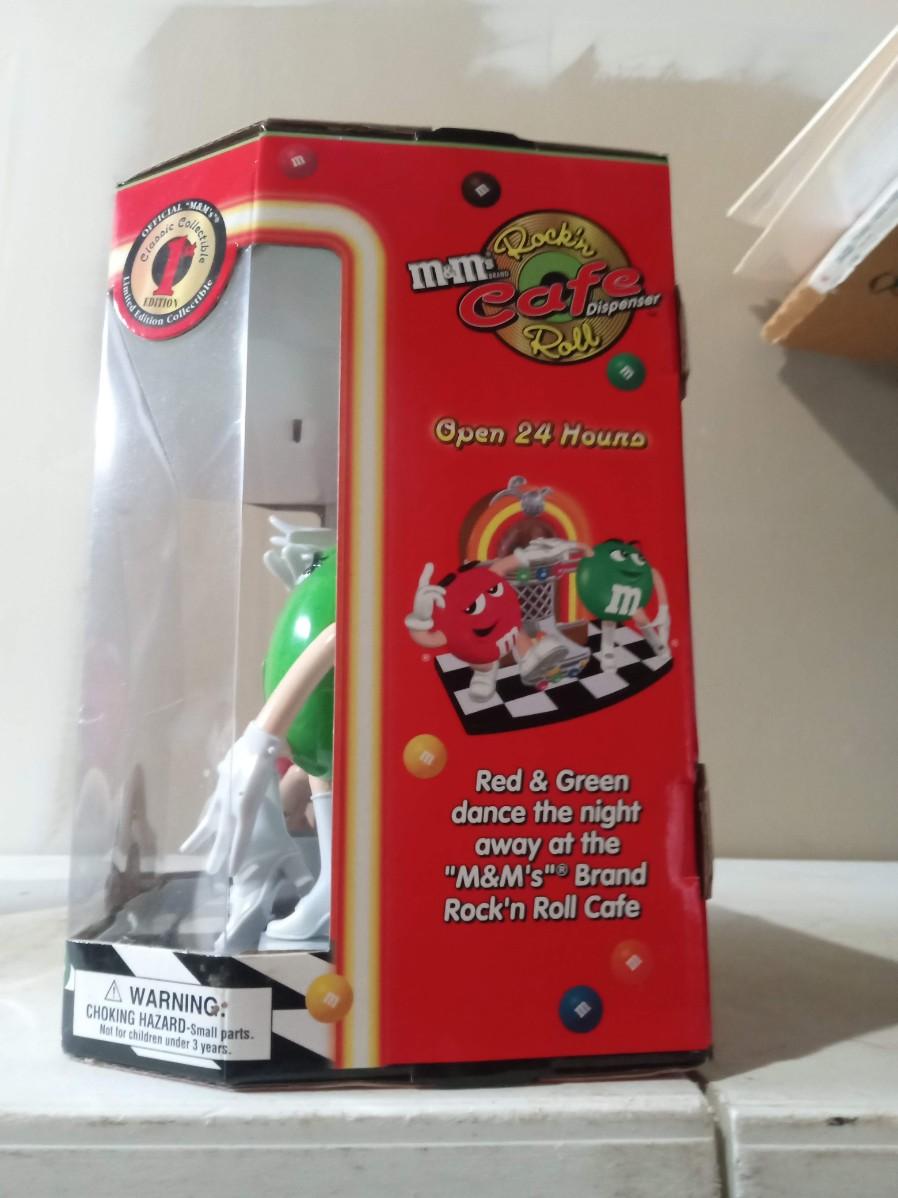 OFFICIAL "M&M's"®
Classic Collectible
1st
EDITION
Limited Edition Collectible
m
m
M&M's®
BRAND
Rock'n
Cafe
Dispenser
™
Roll
m
Open 24 Hours
m
m
m
Red & Green
dance the night
away at the
"M&M's"® Brand
Rock'n Roll Cafe
m
m
m
⚠ WARNING:
CHOKING HAZARD-Small parts.
Not for children under 3 years.